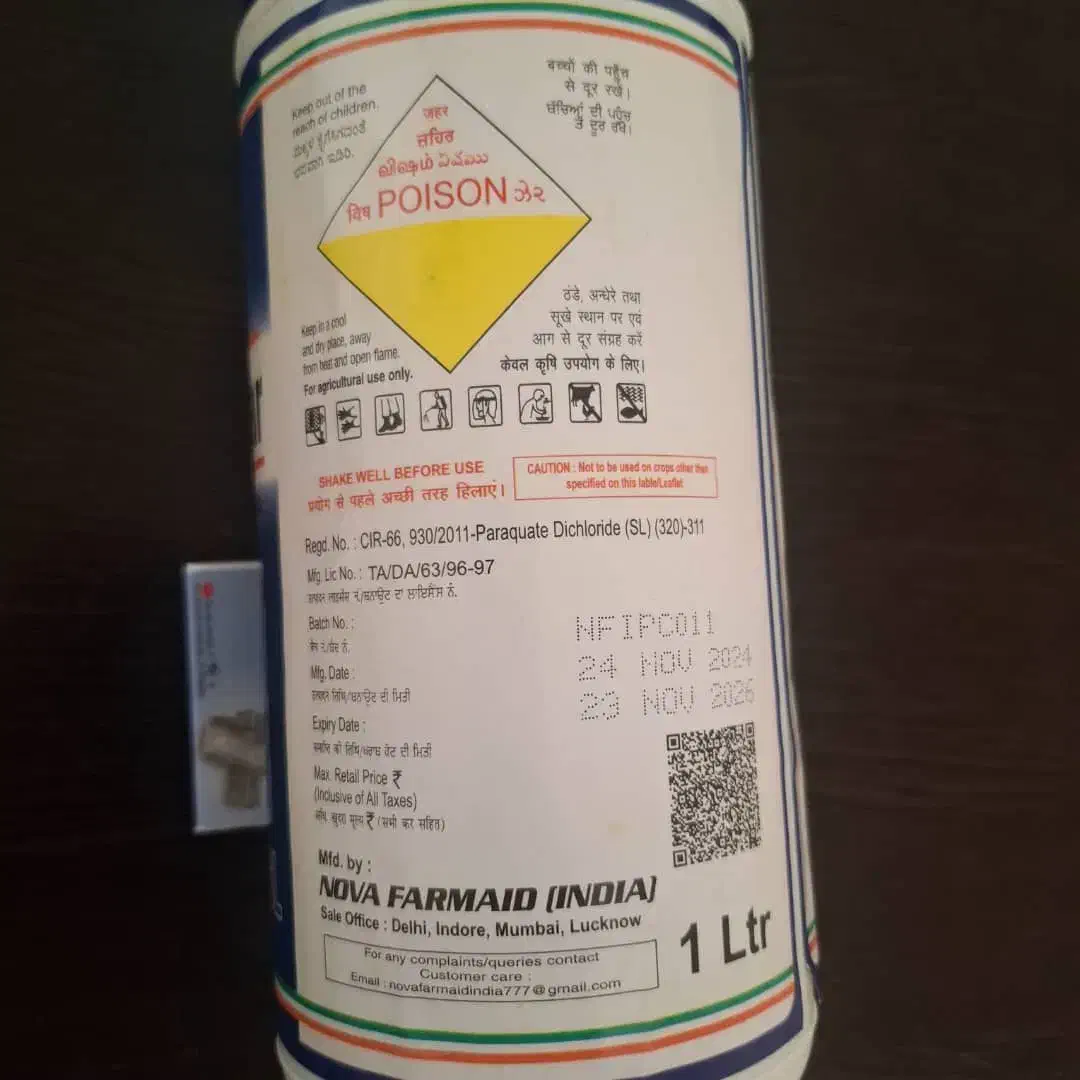 Keep out of the
reach of children.
बच्चों की पहुँच
से दूर रखें।
ਬੱਚਿਆਂ ਦੀ ਪਹੁੰਚ
ਤੋਂ ਦੂਰ ਰੱਖੋ।
जहर
ਜ਼ਹਿਰ
விஷம்
विष POISON ઝેર
Keep in a cool
and dry place, away
from heat and open flame.
For agricultural use only.
ठंडे, अन्धेरे तथा
सूखे स्थान पर एवं
आग से दूर संग्रह करें
केवल कृषि उपयोग के लिए।
SHAKE WELL BEFORE USE
प्रयोग से पहले अच्छी तरह हिलाएं।
CAUTION : Not to be used on crops other than
specified on this lable/Leaflet
Regd. No. : CIR-66, 930/2011-Paraquate Dichloride (SL) (320)-311
Mfg. Lic No. : TA/DA/63/96-97
Batch No. :
NFIPC011
Mfg. Date :
24 NOV 2024
Expiry Date :
23 NOV 2026
Max. Retail Price ₹
(Inclusive of All Taxes)
₹ (सभी कर सहित)
Mfd. by :
NOVA FARMAID (INDIA)
Sale Office : Delhi, Indore, Mumbai, Lucknow
1 Ltr
For any complaints/queries contact
Customer care :
Email : novafarmaidindia777@gmail.com